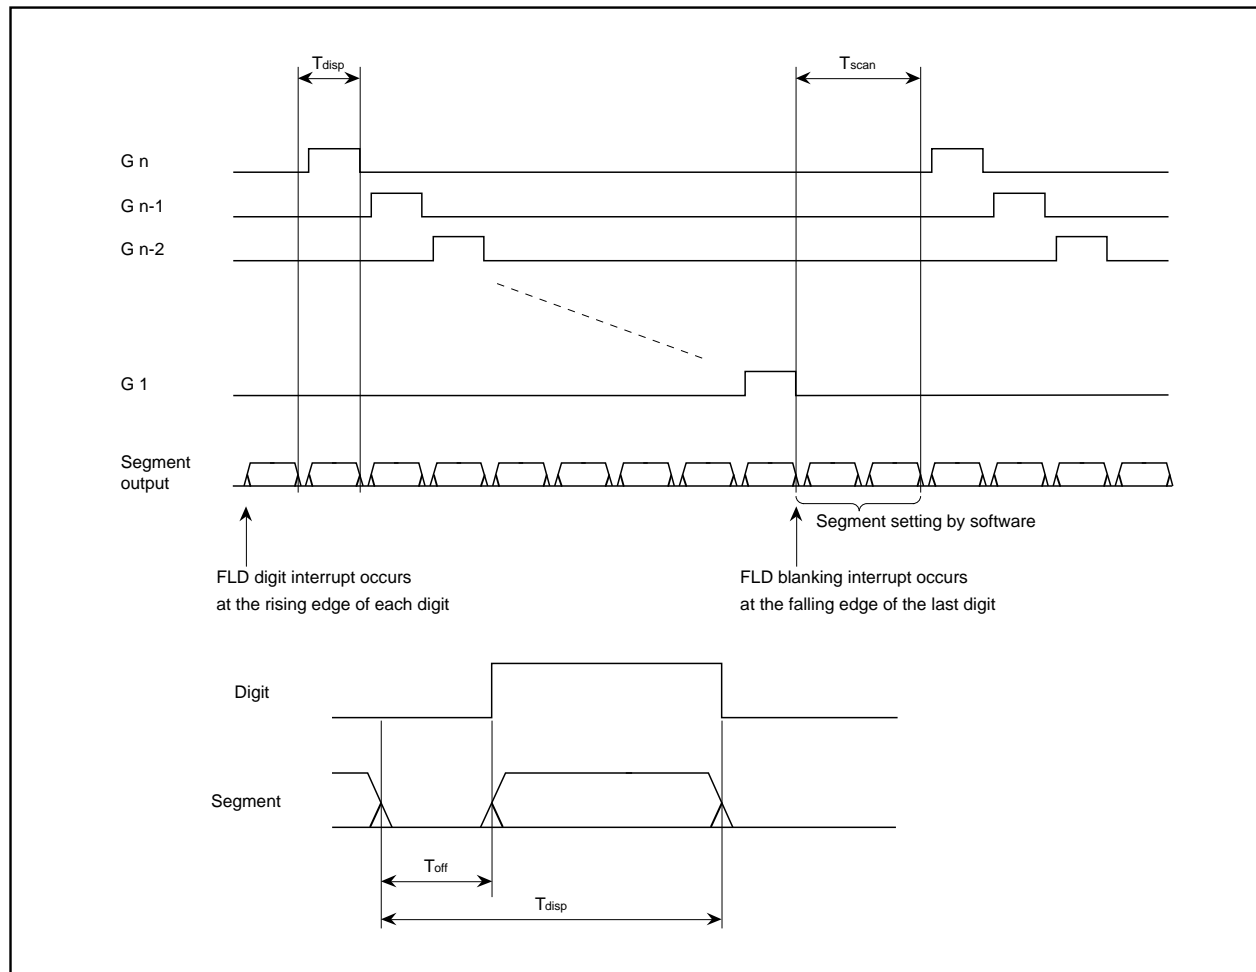 Tdisp
Tscan
G n
G n-1
G n-2
G 1
Segment
output
Segment setting by software
FLD digit interrupt occurs
at the rising edge of each digit
FLD blanking interrupt occurs
at the falling edge of the last digit
Digit
Segment
Toff
Tdisp